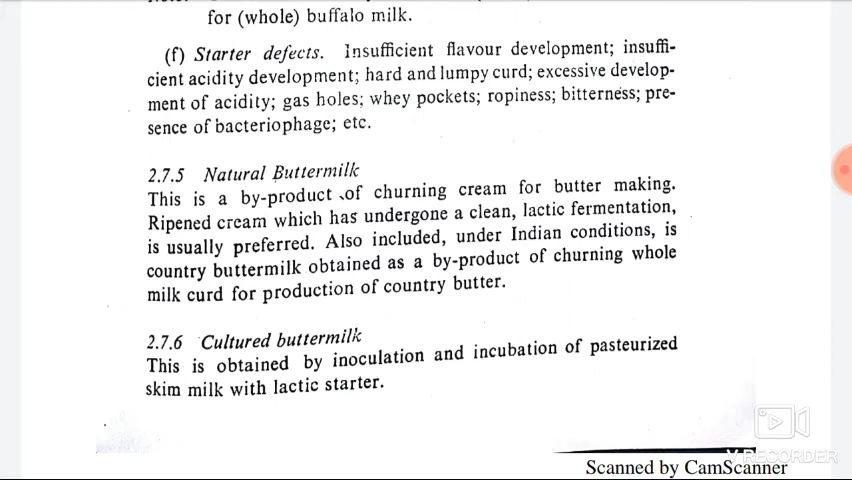 for (whole) buffalo milk.
(f) Starter defects. Insufficient flavour development; insuffi-
cient acidity development; hard and lumpy curd; excessive develop-
ment of acidity; gas holes; whey pockets; ropiness; bitterness; pre-
sence of bacteriophage; etc.
2.7.5 Natural Buttermilk
This is a by-product of churning cream for butter making.
Ripened cream which has undergone a clean, lactic fermentation,
is usually preferred. Also included, under Indian conditions, is
country buttermilk obtained as a by-product of churning whole
milk curd for production of country butter.
2.7.6 Cultured buttermilk
This is obtained by inoculation and incubation of pasteurized
skim milk with lactic starter.
V RECORDER
Scanned by CamScanner